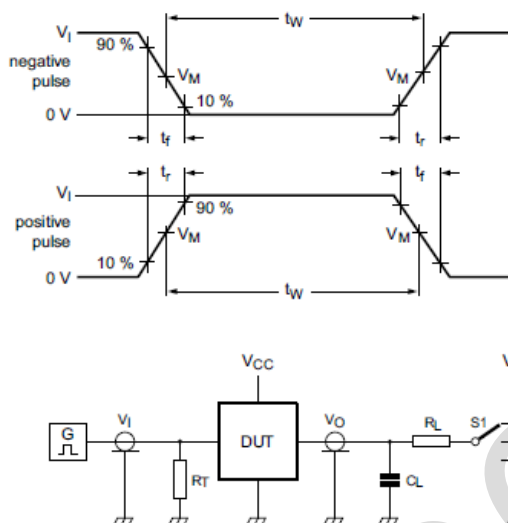 tW
VI
90 %
negative
pulse
VM
VM
10 %
0 V
tf
tr
tr
tf
VI
90 %
positive
pulse
VM
VM
10 %
0 V
tW
VCC
V
VI
VO
RL
S1
G
DUT
RT
CL